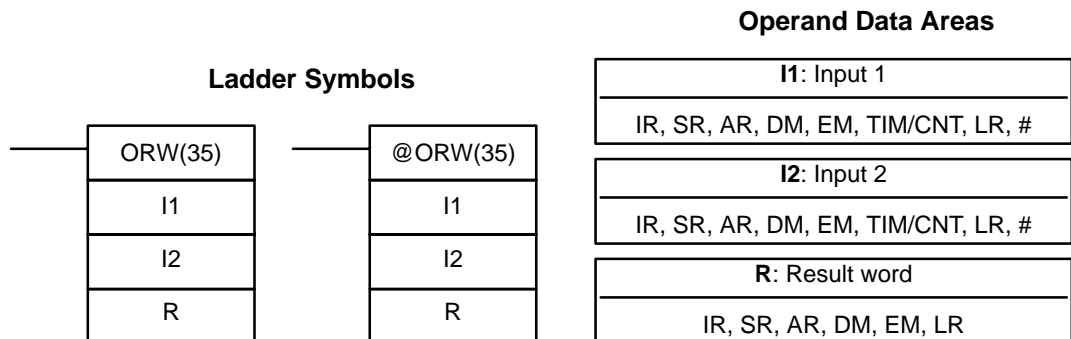 Operand Data Areas
Ladder Symbols
I1: Input 1
IR, SR, AR, DM, EM, TIM/CNT, LR, #
ORW(35)
@ORW(35)
I1
I1
I2: Input 2
IR, SR, AR, DM, EM, TIM/CNT, LR, #
I2
I2
R: Result word
R
R
IR, SR, AR, DM, EM, LR